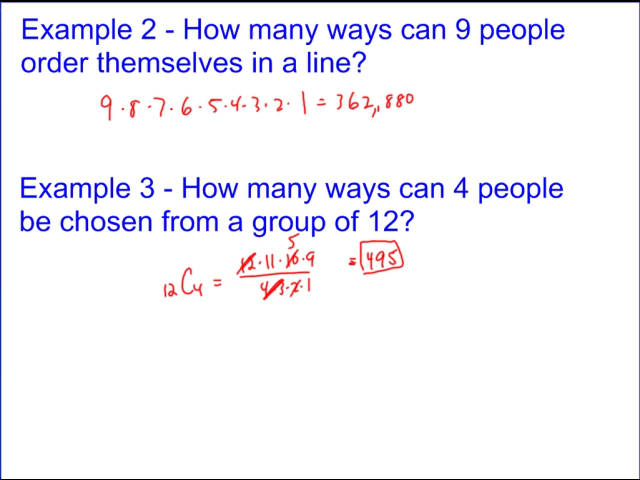 Example 2 - How many ways can 9 people
order themselves in a line?
9·8·7·6·5·4·3·2·1 = 362,880
Example 3 - How many ways can 4 people
be chosen from a group of 12?
5
12·11·10·9
₁₂C₄ = = 495
4·3·2·1